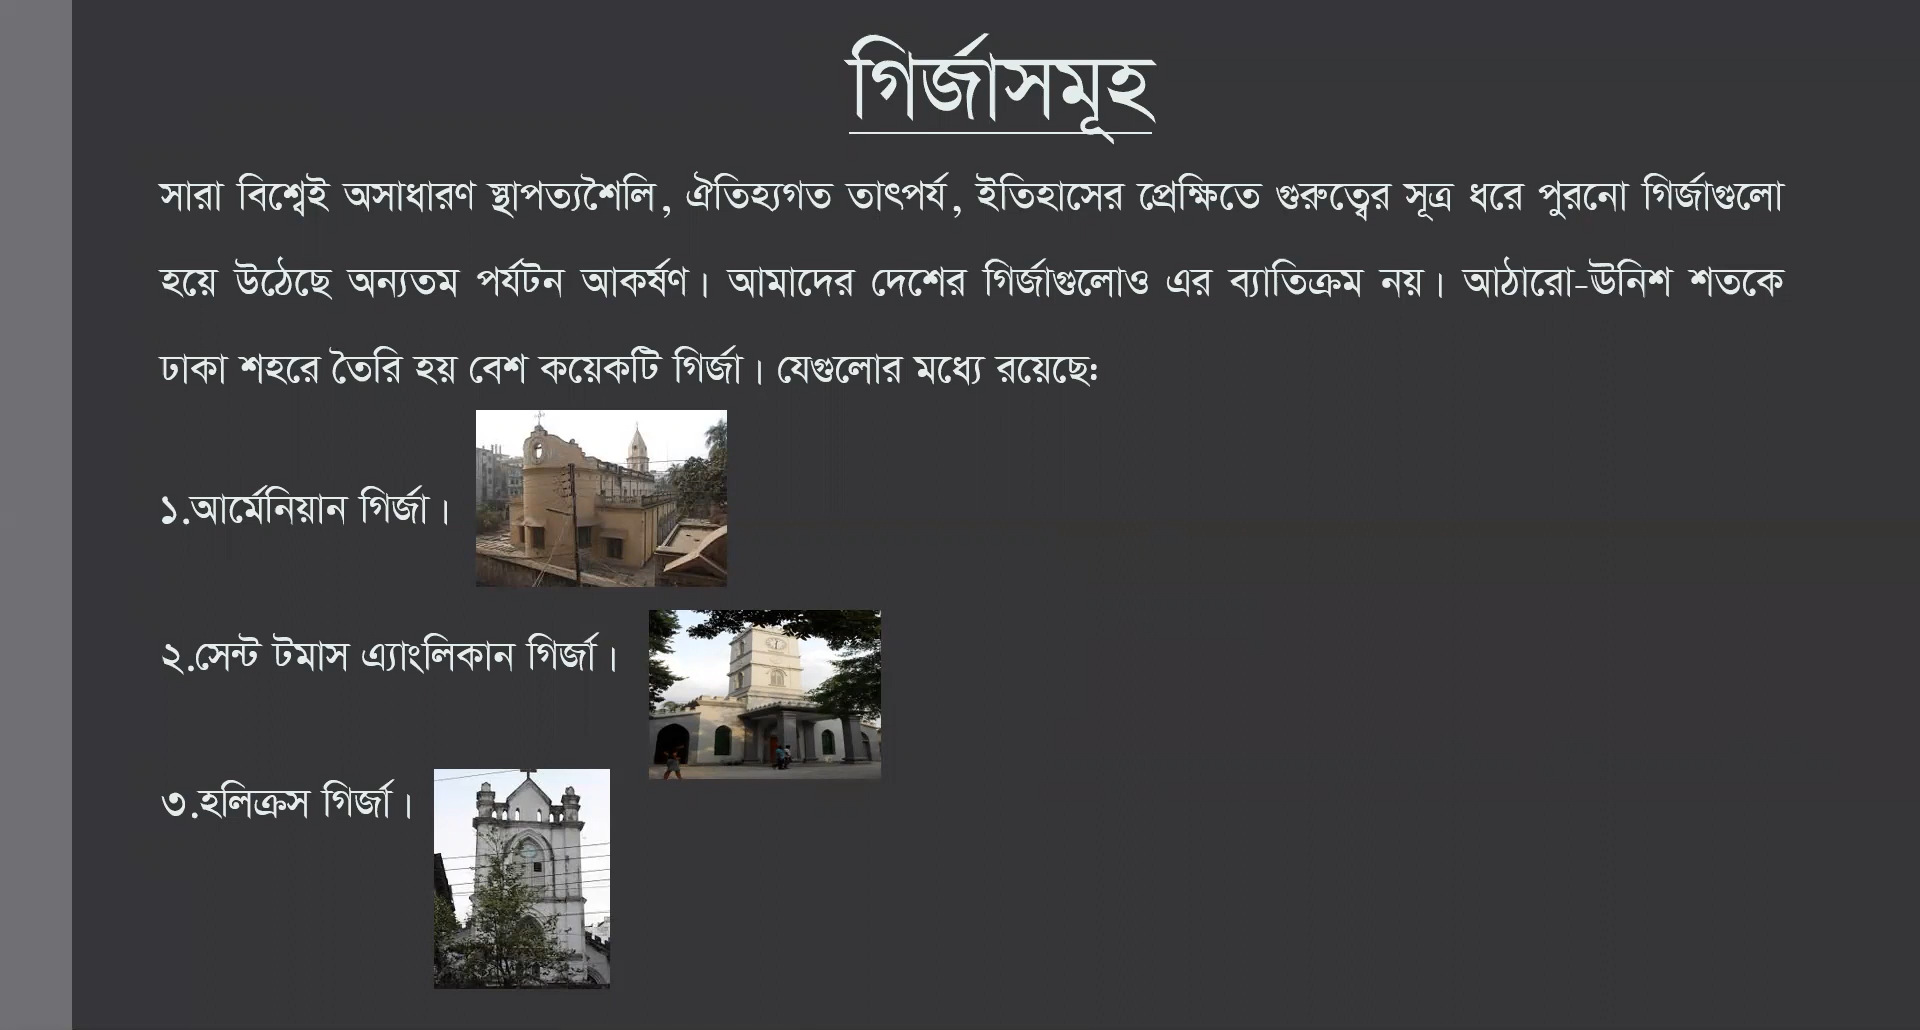 গির্জাসমূহ
সারা বিশ্বেই অসাধারণ স্থাপত্যশৈলি, ঐতিহ্যগত তাৎপর্য, ইতিহাসের প্রেক্ষিতে গুরুত্বের সূত্র ধরে পুরনো গির্জাগুলো
হয়ে উঠেছে অন্যতম পর্যটন আকর্ষণ। আমাদের দেশের গির্জাগুলোও এর ব্যাতিক্রম নয়। আঠারো-ঊনিশ শতকে
ঢাকা শহরে তৈরি হয় বেশ কয়েকটি গির্জা। যেগুলোর মধ্যে রয়েছে:
১.আর্মেনিয়ান গির্জা।
২.সেন্ট টমাস এ্যাংলিকান গির্জা।
৩.হলিক্রস গির্জা।